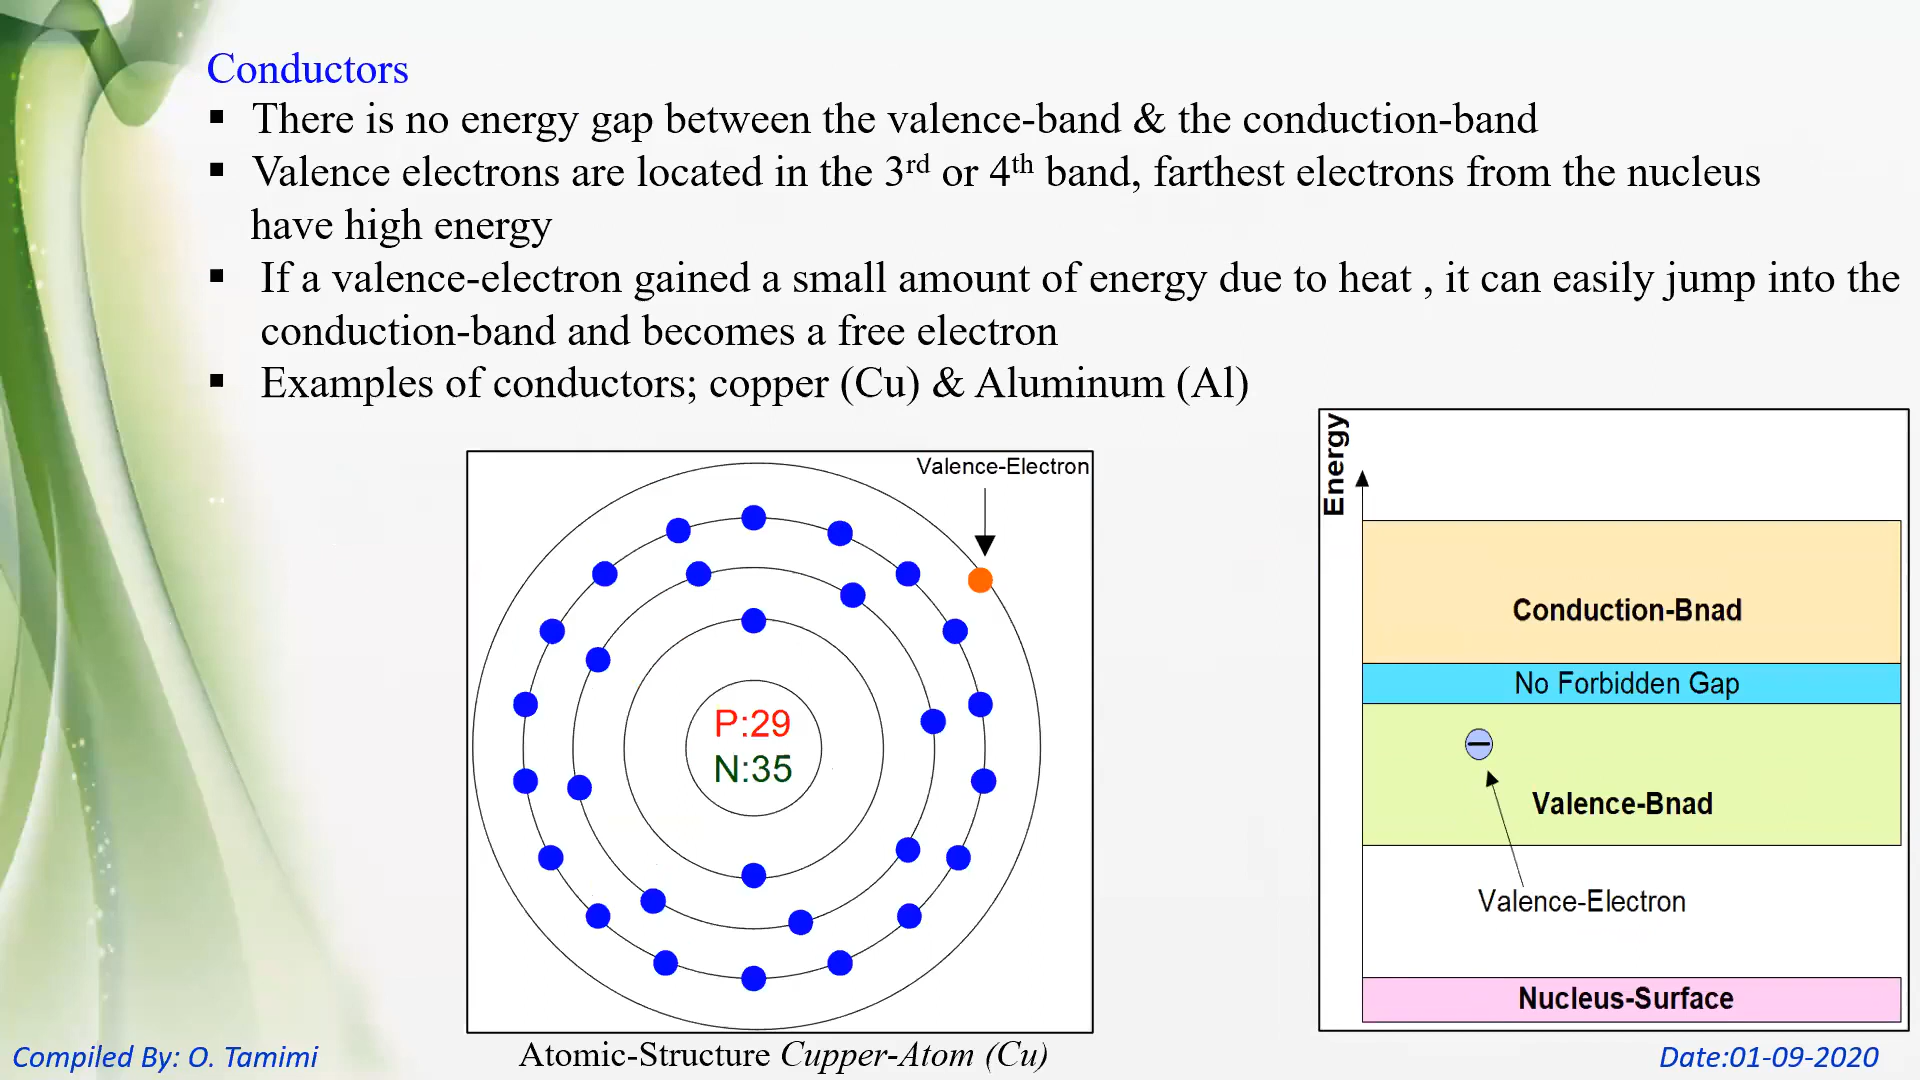 Conductors
▪ There is no energy gap between the valence-band & the conduction-band
▪ Valence electrons are located in the 3rd or 4th band, farthest electrons from the nucleus
have high energy
▪ If a valence-electron gained a small amount of energy due to heat , it can easily jump into the
conduction-band and becomes a free electron
▪ Examples of conductors; copper (Cu) & Aluminum (Al)
Valence-Electron
P:29
N:35
Atomic-Structure Cupper-Atom (Cu)
Energy
Conduction-Bnad
No Forbidden Gap
Valence-Bnad
Valence-Electron
Nucleus-Surface
Compiled By: O. Tamimi
Date:01-09-2020